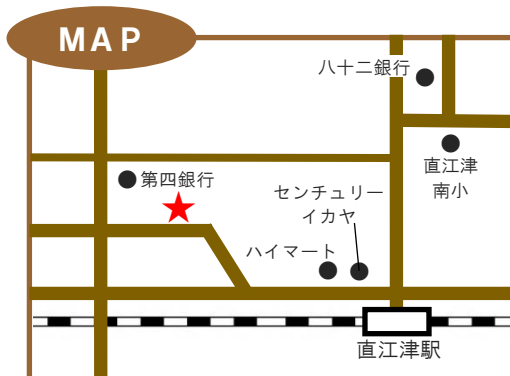 MAP
八十二銀行
第四銀行
直江津
南小
センチュリー
イカヤ
ハイマート
直江津駅